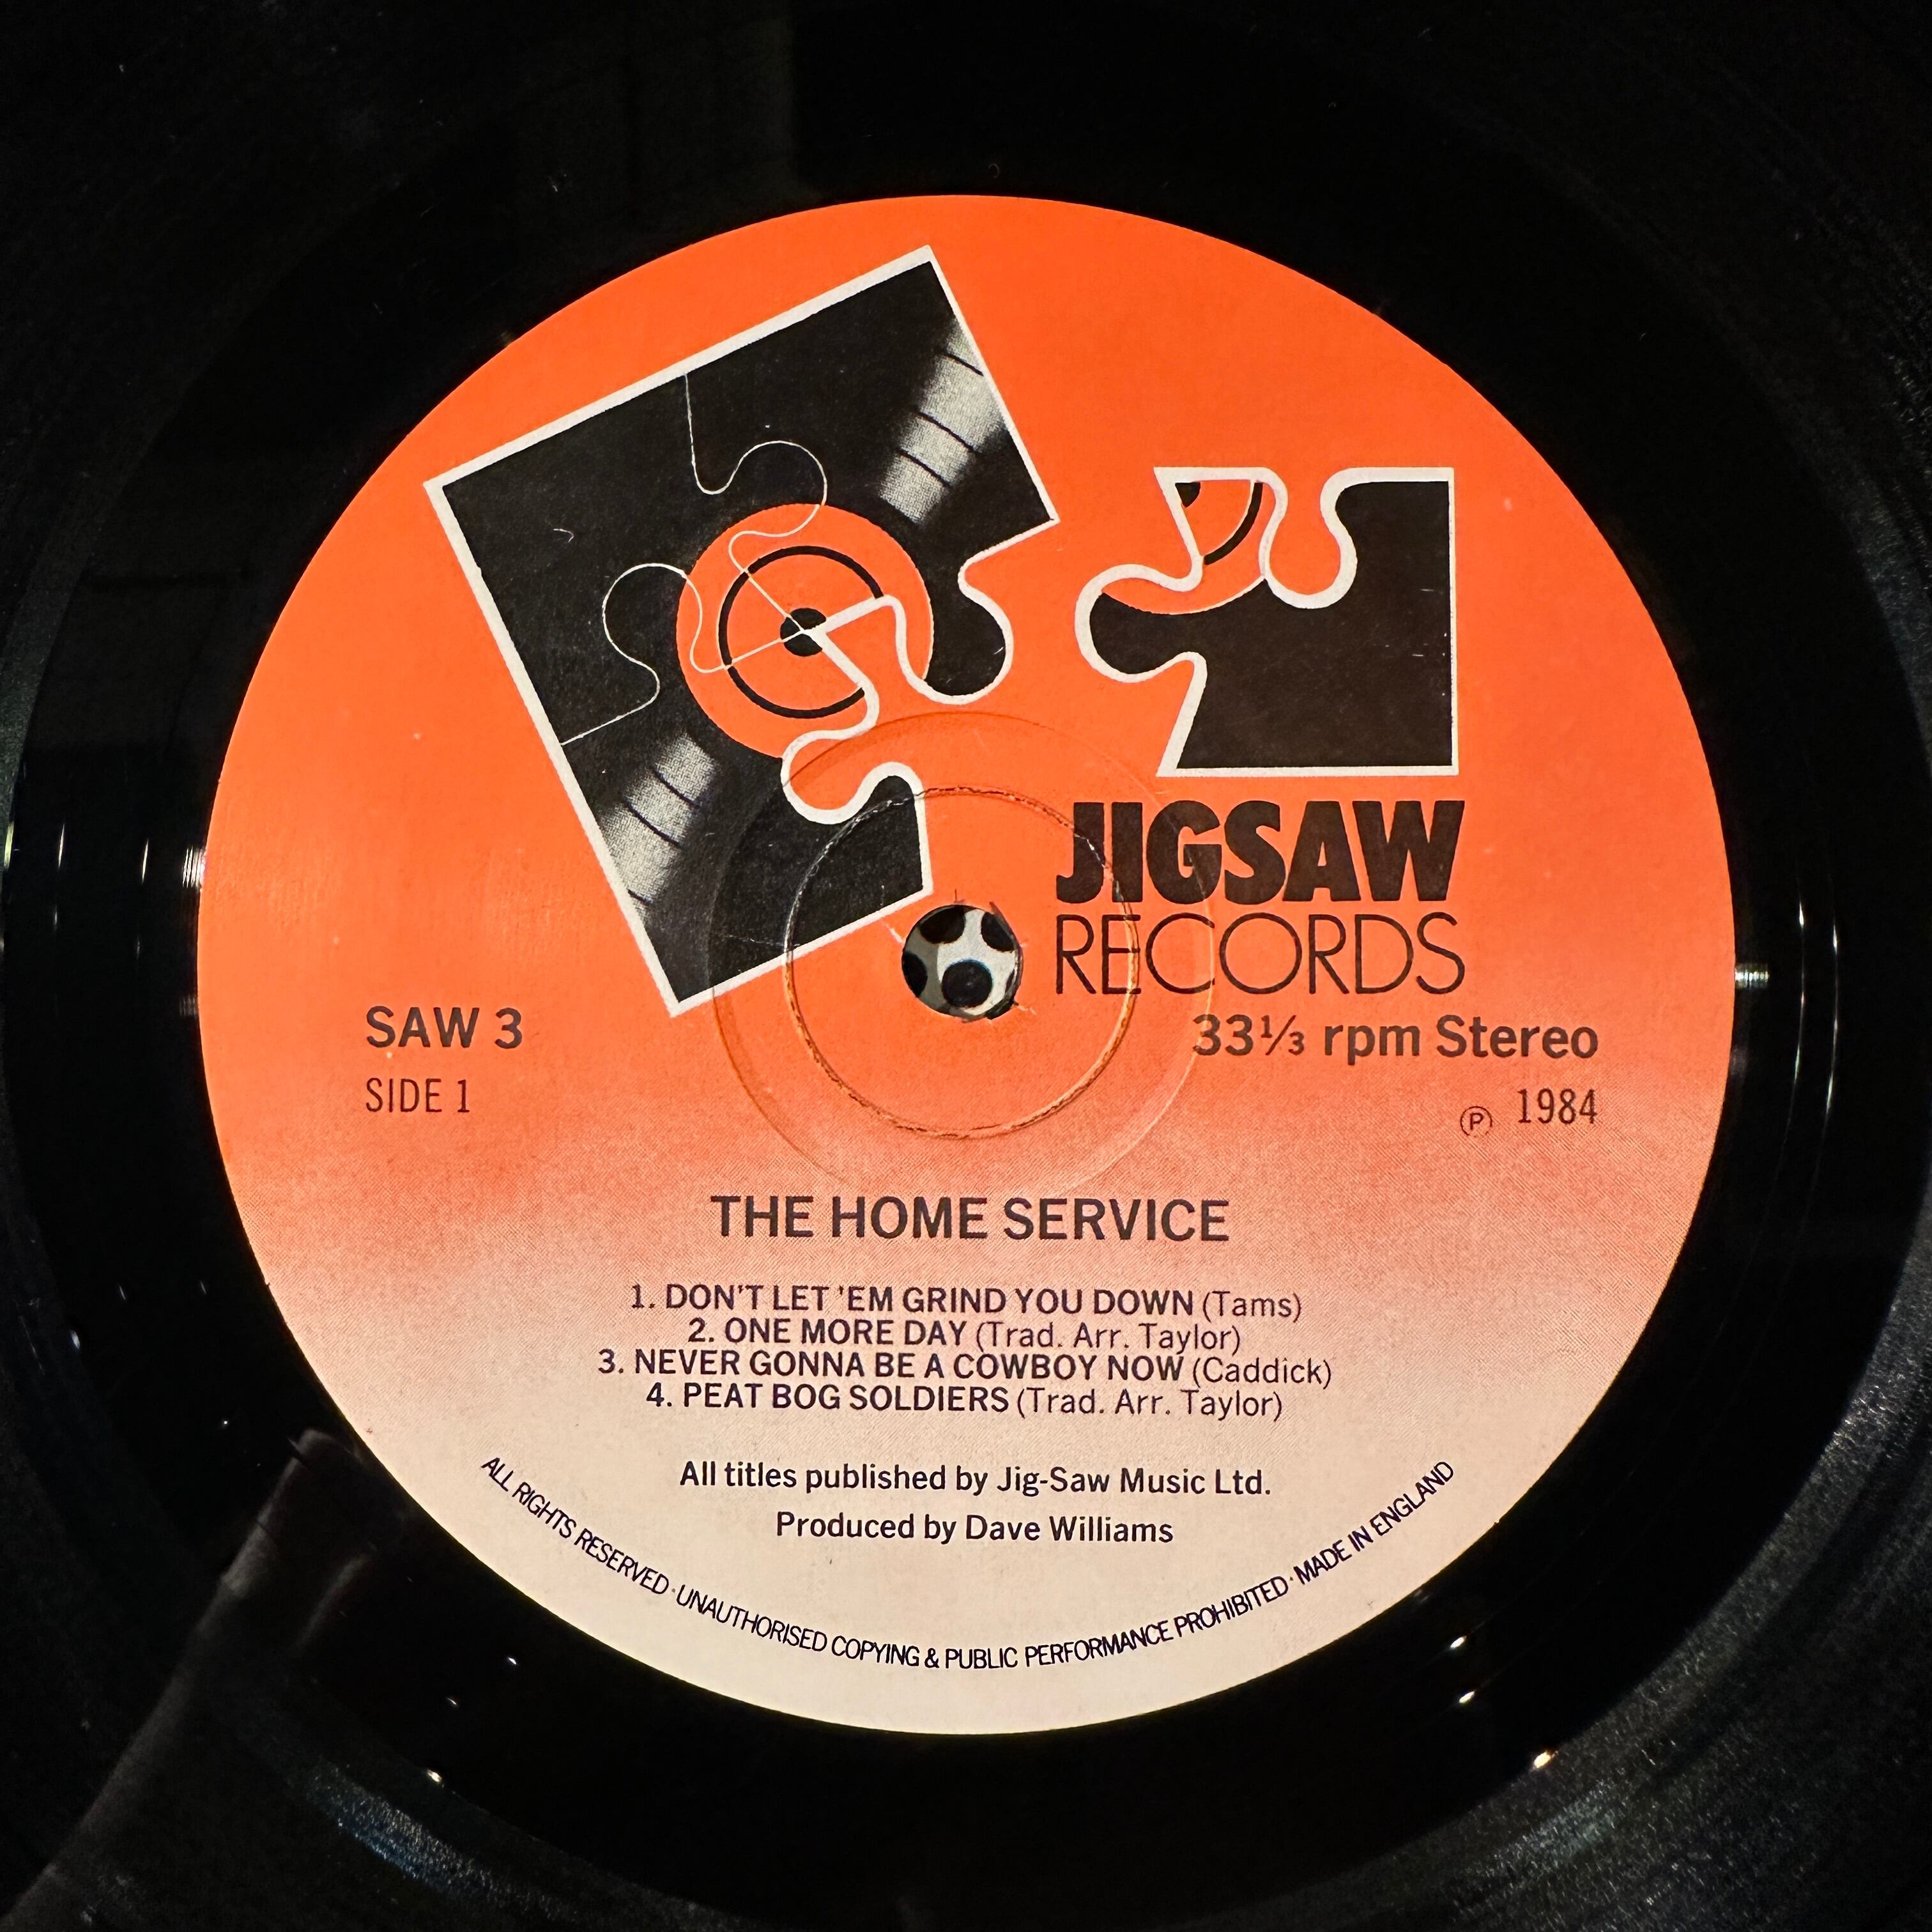 JIGSAW
RECORDS
SAW 3
33⅓ rpm Stereo
SIDE 1
℗ 1984
THE HOME SERVICE
1. DON'T LET 'EM GRIND YOU DOWN (Tams)
2. ONE MORE DAY (Trad. Arr. Taylor)
3. NEVER GONNA BE A COWBOY NOW (Caddick)
4. PEAT BOG SOLDIERS (Trad. Arr. Taylor)
All titles published by Jig-Saw Music Ltd.
Produced by Dave Williams
ALL RIGHTS RESERVED · UNAUTHORISED COPYING & PUBLIC PERFORMANCE PROHIBITED · MADE IN ENGLAND